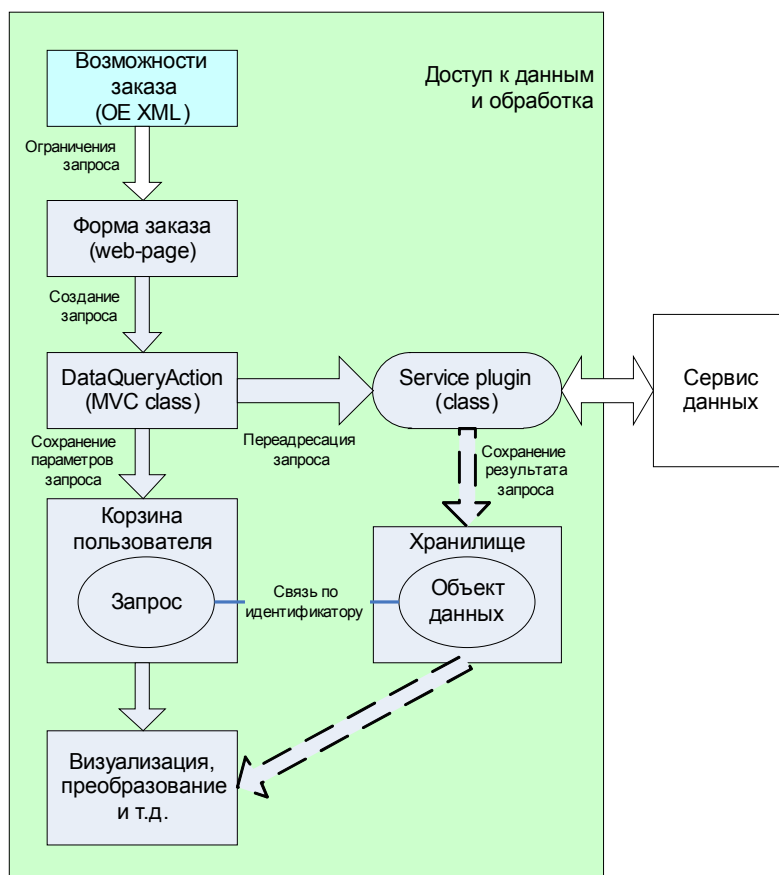 Возможности
заказа
(OE XML)
Доступ к данным
и обработка
Ограничения
запроса
Форма заказа
(web-page)
Создание
запроса
DataQueryAction
(MVC class)
Service plugin
(class)
Сервис
данных
Сохранение
параметров
запроса
Переадресация
запроса
Сохранение
результата
запроса
Корзина
пользователя
Запрос
Связь по
идентификатору
Хранилище
Объект
данных
Визуализация,
преобразование
и т.д.